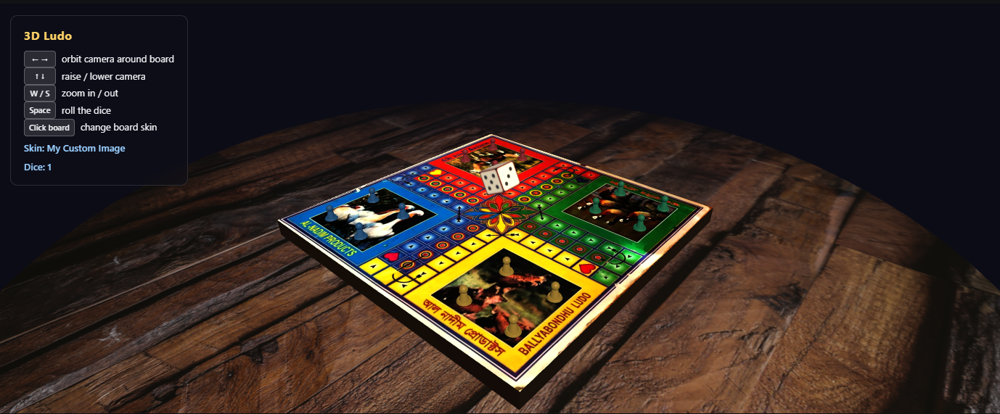 3D Ludo
← → orbit camera around board
↑ ↓ raise / lower camera
W / S zoom in / out
Space roll the dice
Click board change board skin
Skin: My Custom Image
Dice: 1
AL-NADIM PRODUCTS
আল নাদীম প্রোডাক্টস
BALLYABONDHU LUDO